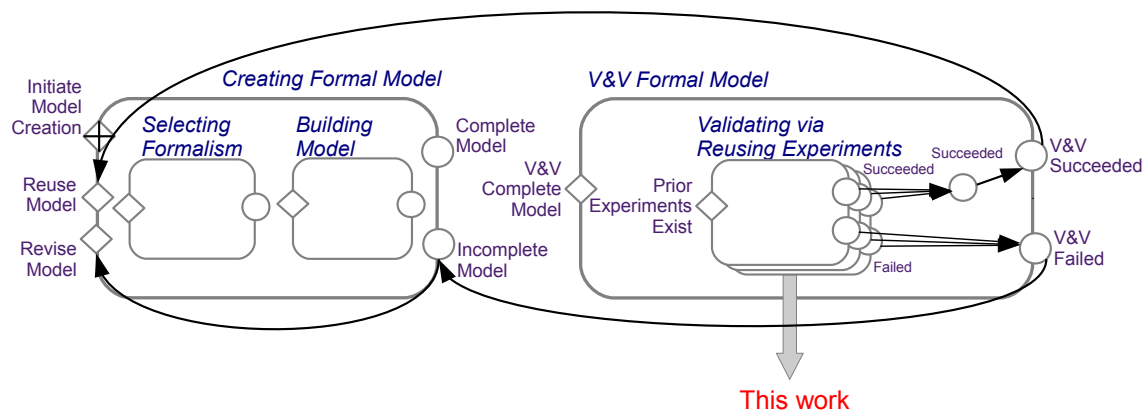 Initiate
Model
Creation
Creating Formal Model
Selecting
Formalism
Building
Model
Complete
Model
Reuse
Model
Revise
Model
Incomplete
Model
V&V Formal Model
V&V
Complete
Model
Validating via
Reusing Experiments
Prior
Experiments
Exist
Succeeded
Succeeded
Failed
V&V
Succeeded
V&V
Failed
This work